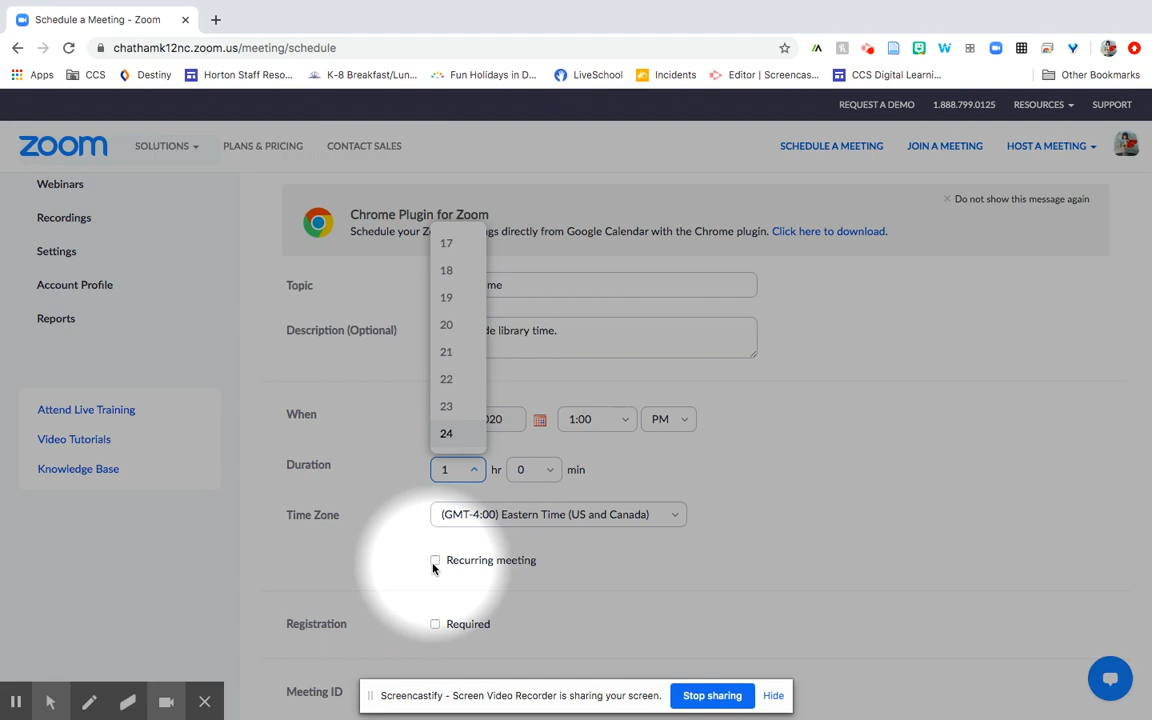 Schedule a Meeting - Zoom
chathamk12nc.zoom.us/meeting/schedule
Apps CCS Destiny Horton Staff Reso... K-8 Breakfast/Lun... Fun Holidays in D... LiveSchool Incidents Editor | Screencas... CCS Digital Learni... Other Bookmarks
REQUEST A DEMO 1.888.799.0125 RESOURCES SUPPORT
zoom SOLUTIONS PLANS & PRICING CONTACT SALES SCHEDULE A MEETING JOIN A MEETING HOST A MEETING
Webinars
Recordings
Settings
Account Profile
Reports
Attend Live Training
Video Tutorials
Knowledge Base
Do not show this message again
Chrome Plugin for Zoom
Schedule your Z ngs directly from Google Calendar with the Chrome plugin. Click here to download.
Topic me
Description (Optional) de library time.
17
18
19
20
21
22
23
24
When 020 1:00 PM
Duration 1 hr 0 min
Time Zone (GMT-4:00) Eastern Time (US and Canada)
Recurring meeting
Registration Required
Meeting ID
Screencastify - Screen Video Recorder is sharing your screen. Stop sharing Hide